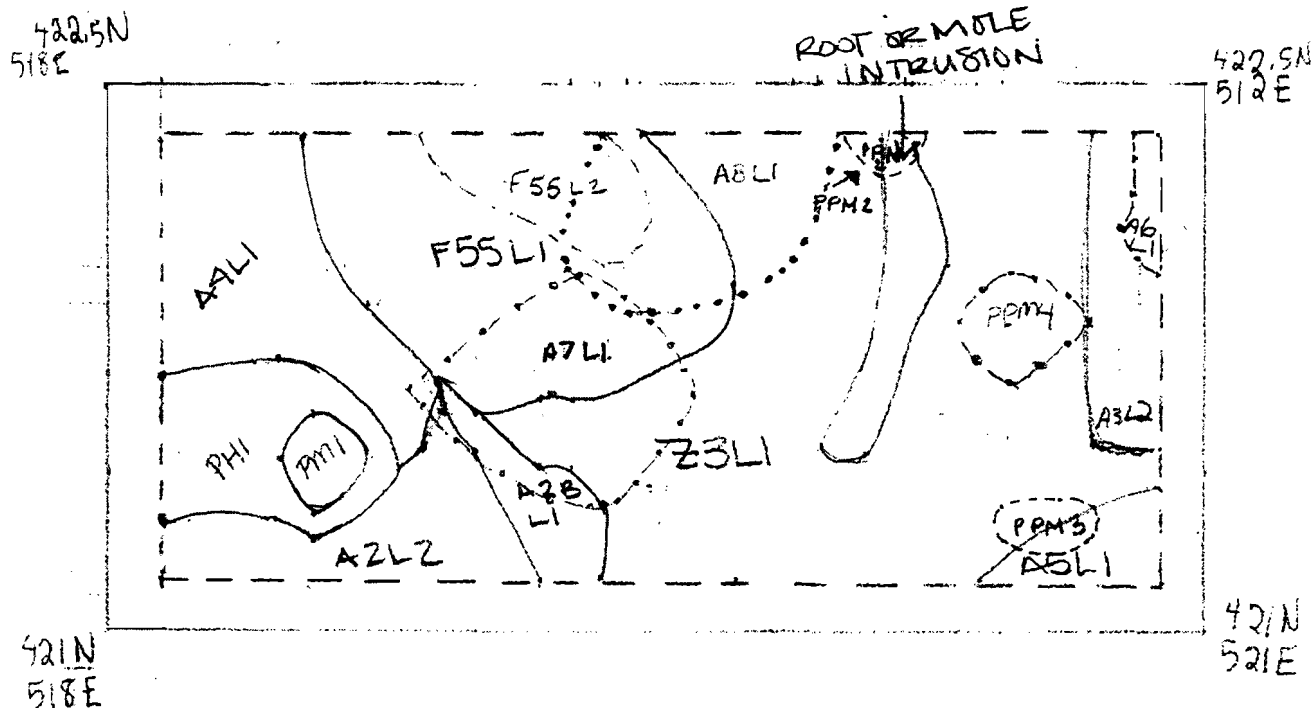 422.5N
518E
ROOT OR MOLE
INTRUSION
422.5N
512E
F55L2
A8L1
PPM2
F55L1
A4L1
A6
L1
PPM4
A7L1
A3L2
PH1
PM1
Z3L1
A2B
L1
PPM3
A2L2
A5L1
421N
518E
421N
521E